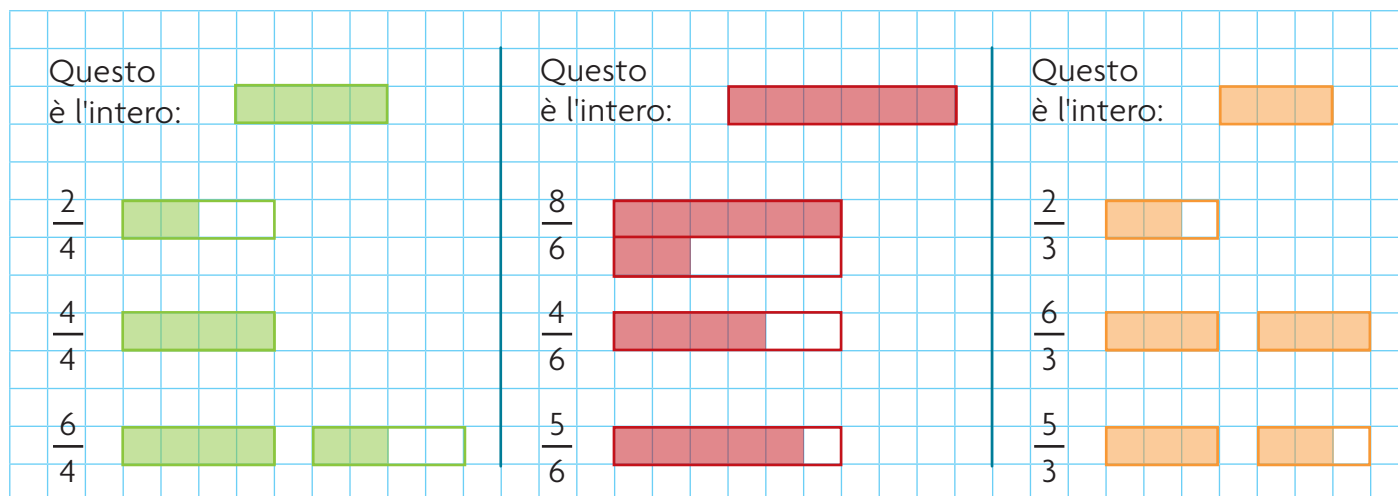 Questo
è l'intero:
2/4
4/4
6/4
Questo
è l'intero:
8/6
4/6
5/6
Questo
è l'intero:
2/3
6/3
5/3